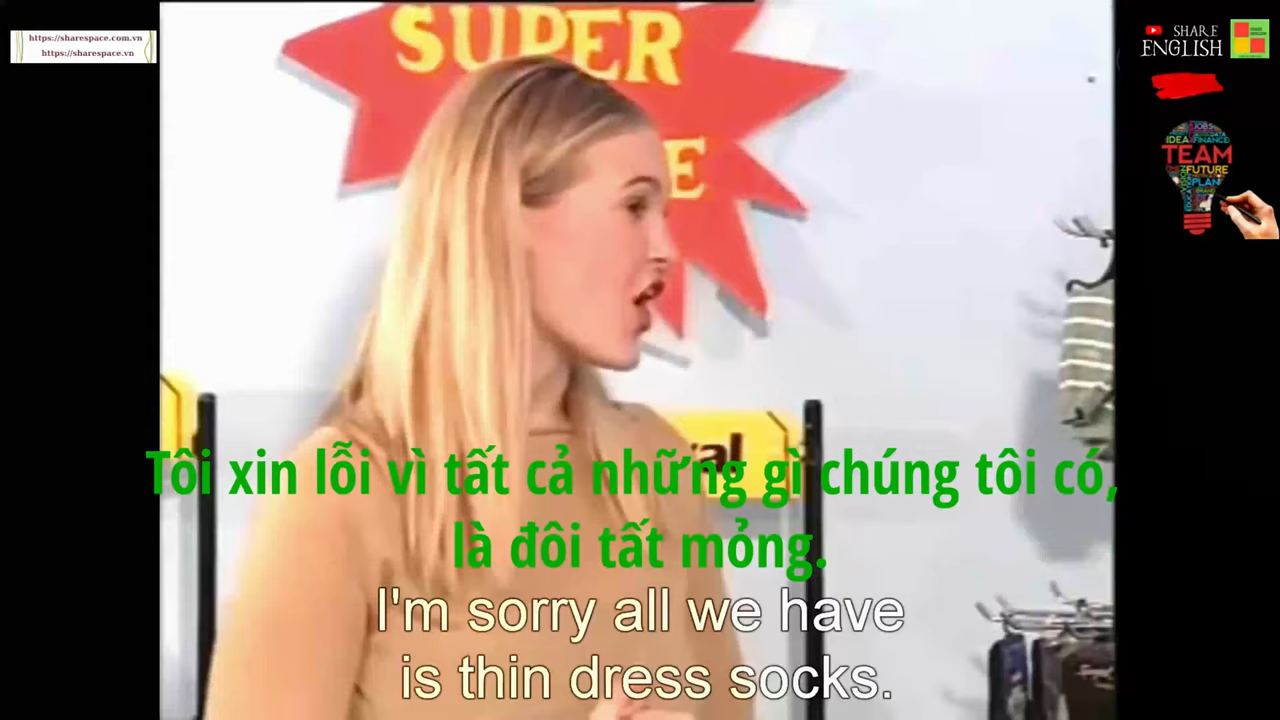 https://sharespace.com.vn
https://sharespace.vn
SUPER
SHARE
ENGLISH
IDEA
FINANCE
TEAM
FUTURE
PLAN
Tôi xin lỗi vì tất cả những gì chúng tôi có,
là đôi tất mỏng.
I'm sorry all we have
is thin dress socks.